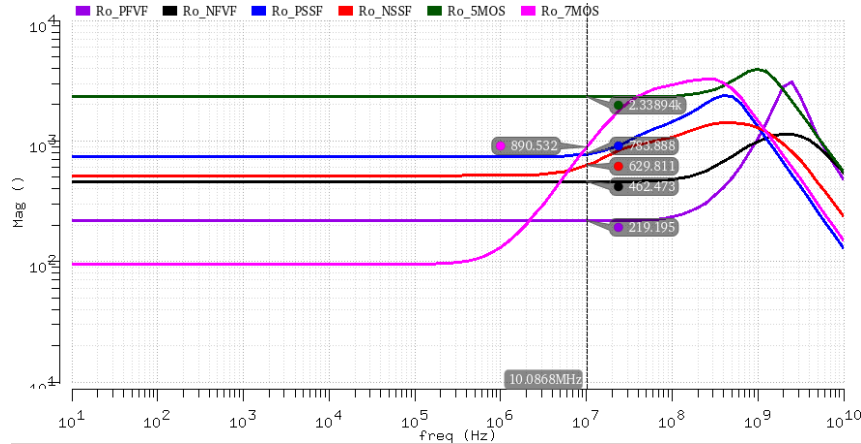 Ro_PFVF Ro_NFVF Ro_PSSF Ro_NSSF Ro_5MOS Ro_7MOS
10^4
2.33894k
890.532
783.888
10^3
629.811
462.473
Mag ()
219.195
10^2
10.0868MHz
10^1
10^1 10^2 10^3 10^4 10^5 10^6 10^7 10^8 10^9 10^10
freq (Hz)